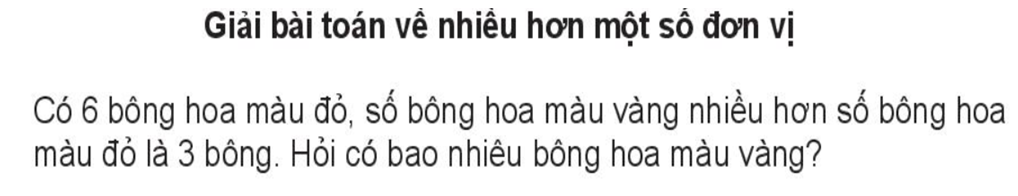 Giải bài toán về nhiều hơn một số đơn vị
Có 6 bông hoa màu đỏ, số bông hoa màu vàng nhiều hơn số bông hoa
màu đỏ là 3 bông. Hỏi có bao nhiêu bông hoa màu vàng?